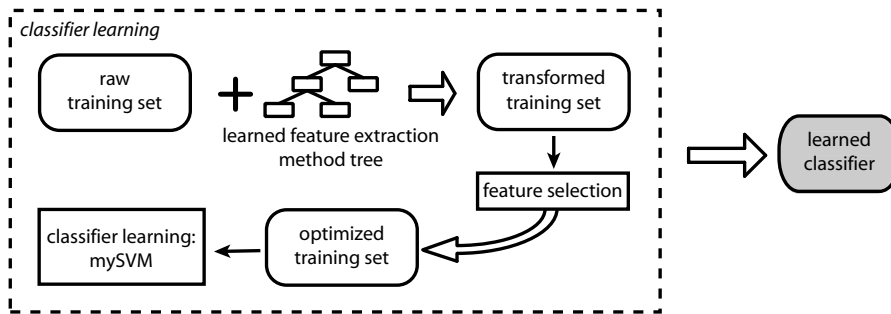 classifier learning
raw
training set
learned feature extraction
method tree
transformed
training set
feature selection
optimized
training set
classifier learning:
mySVM
learned
classifier